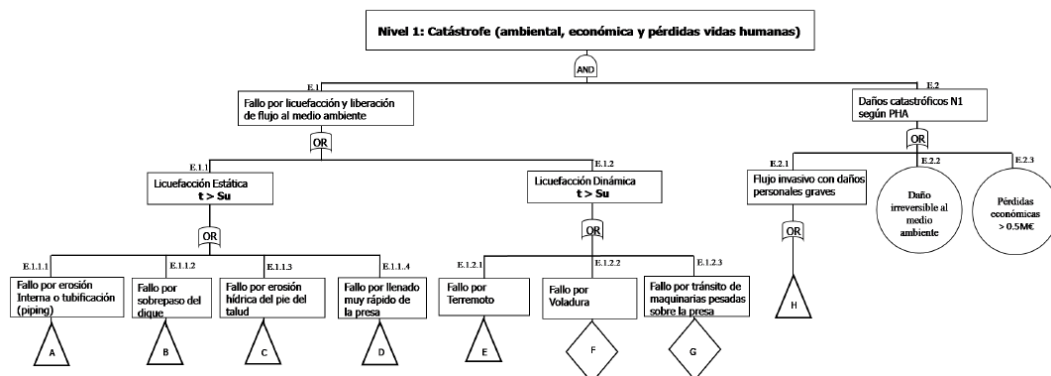 Nivel 1: Catástrofe (ambiental, económica y pérdidas vidas humanas)
AND
E.1
Fallo por licuefacción y liberación
de flujo al medio ambiente
OR
E.2
Daños catastróficos N1
según PHA
OR
E.1.1
Licuefacción Estática
t > Su
OR
E.1.2
Licuefacción Dinámica
t > Su
OR
E.2.1
Flujo invasivo con daños
personales graves
OR
E.2.2
Daño
irreversible al
medio
ambiente
E.2.3
Pérdidas
económicas
> 0.5M€
E.1.1.1
Fallo por erosión
Interna o tubificación
(piping)
E.1.1.2
Fallo por
sobrepaso del
dique
E.1.1.3
Fallo por erosión
hídrica del pie del
talud
E.1.1..4
Fallo por llenado
muy rápido de
la presa
E.1.2.1
Fallo por
Terremoto
E.1.2.2
Fallo por
Voladura
E.1.2.3
Fallo por tránsito de
maquinarias pesadas
sobre la presa
A
B
C
D
E
F
G
H